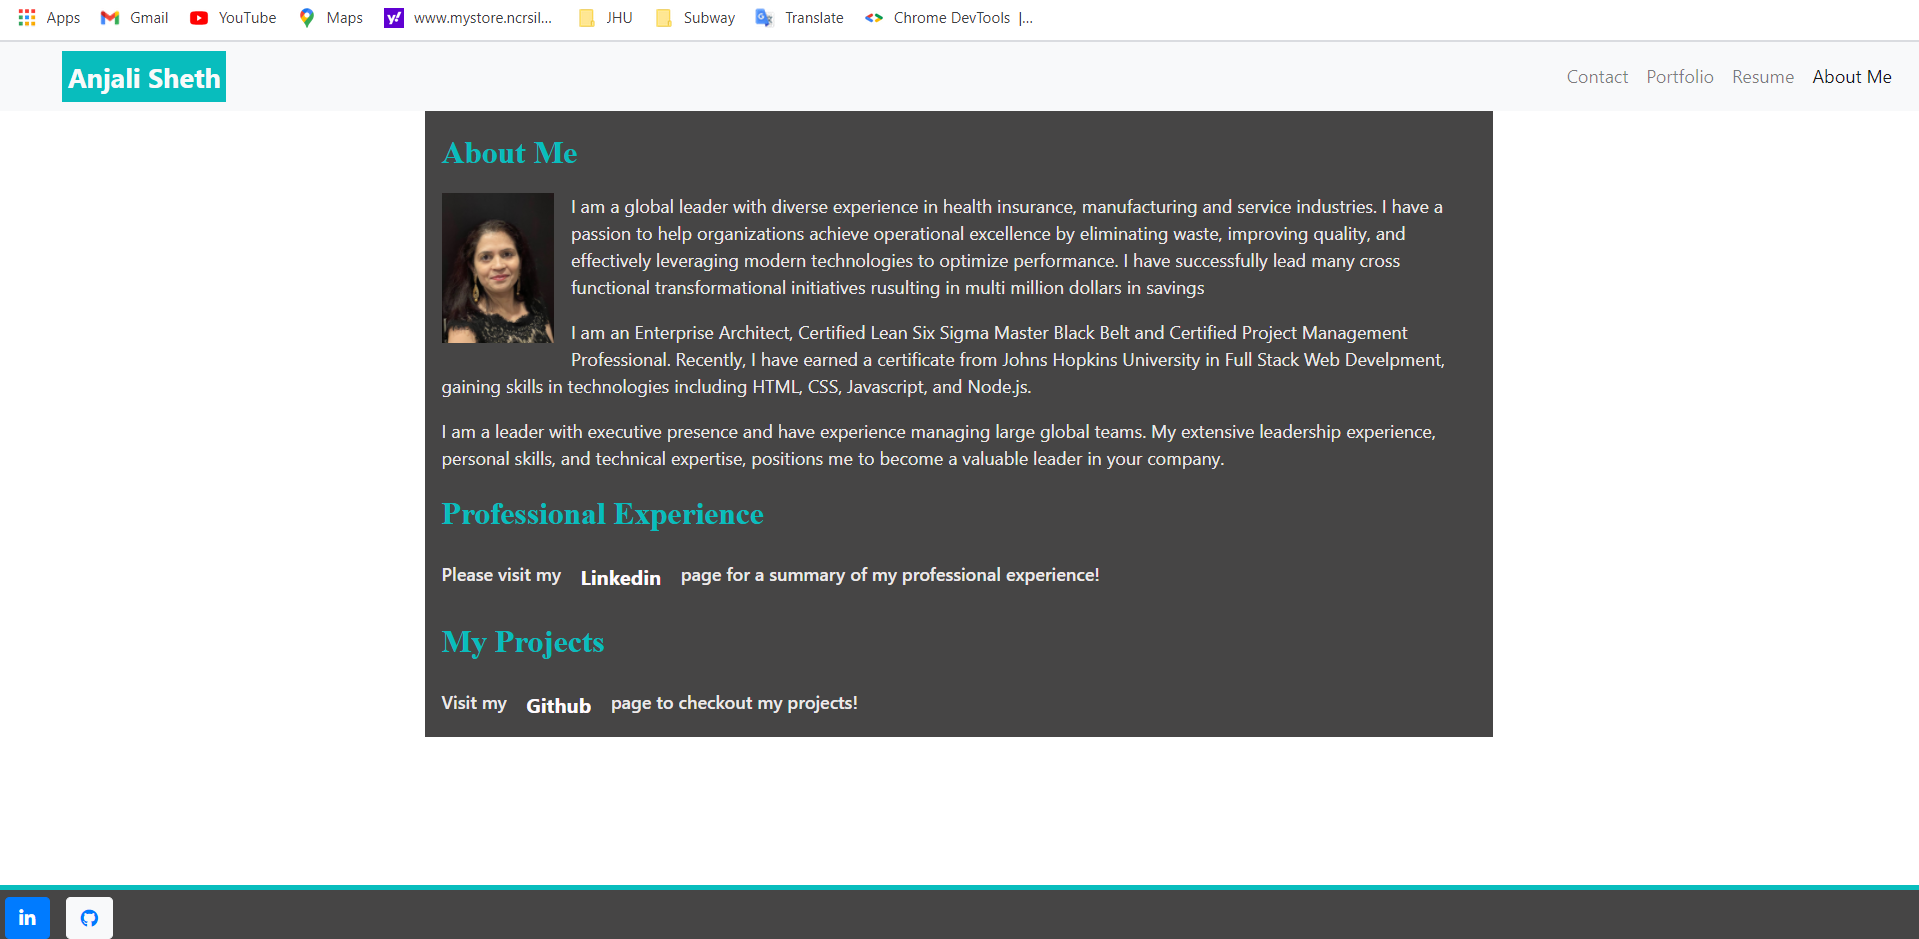 Apps Gmail YouTube Maps www.mystore.ncrsil... JHU Subway Translate Chrome DevTools |...
Anjali Sheth
Contact Portfolio Resume About Me
About Me
I am a global leader with diverse experience in health insurance, manufacturing and service industries. I have a
passion to help organizations achieve operational excellence by eliminating waste, improving quality, and
effectively leveraging modern technologies to optimize performance. I have successfully lead many cross
functional transformational initiatives rusulting in multi million dollars in savings
I am an Enterprise Architect, Certified Lean Six Sigma Master Black Belt and Certified Project Management
Professional. Recently, I have earned a certificate from Johns Hopkins University in Full Stack Web Develpment,
gaining skills in technologies including HTML, CSS, Javascript, and Node.js.
I am a leader with executive presence and have experience managing large global teams. My extensive leadership experience,
personal skills, and technical expertise, positions me to become a valuable leader in your company.
Professional Experience
Please visit my Linkedin page for a summary of my professional experience!
My Projects
Visit my Github page to checkout my projects!
in